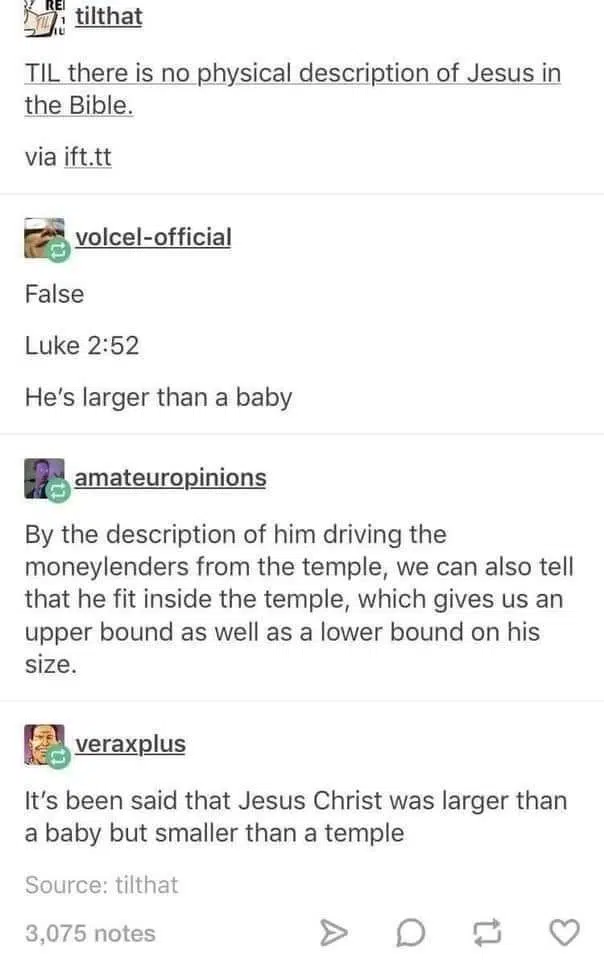 tilthat
TIL there is no physical description of Jesus in
the Bible.
via ift.tt
volcel-official
False
Luke 2:52
He's larger than a baby
amateuropinions
By the description of him driving the
moneylenders from the temple, we can also tell
that he fit inside the temple, which gives us an
upper bound as well as a lower bound on his
size.
veraxplus
It's been said that Jesus Christ was larger than
a baby but smaller than a temple
Source: tilthat
3,075 notes